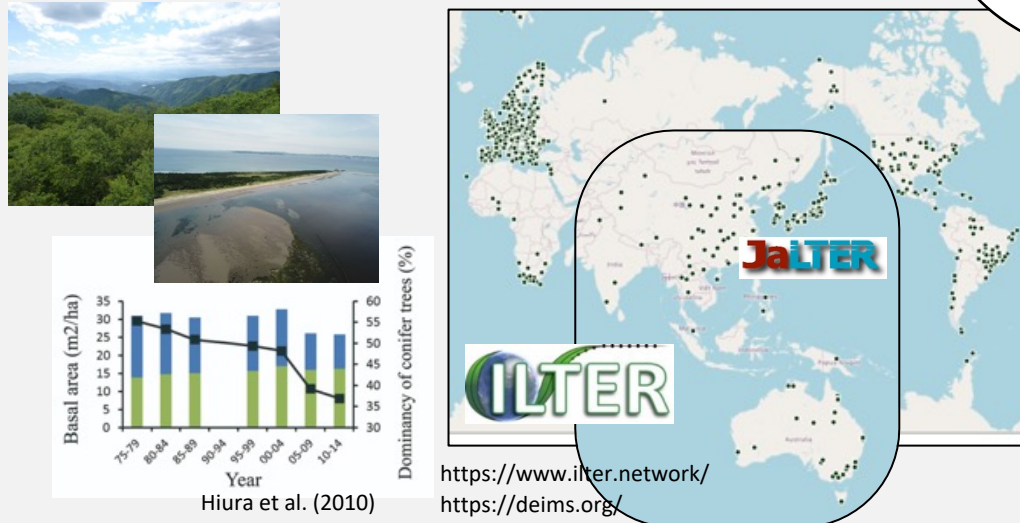 35
30
25
20
15
10
5
0
Basal area (m2/ha)
60
55
50
45
40
35
30
Dominancy of conifer trees (%)
75-79
80-84
85-89
90-94
95-99
00-04
05-09
10-14
Year
Hiura et al. (2010)
India
Australia
JaLTER
ILTER
https://www.ilter.network/
https://deims.org/